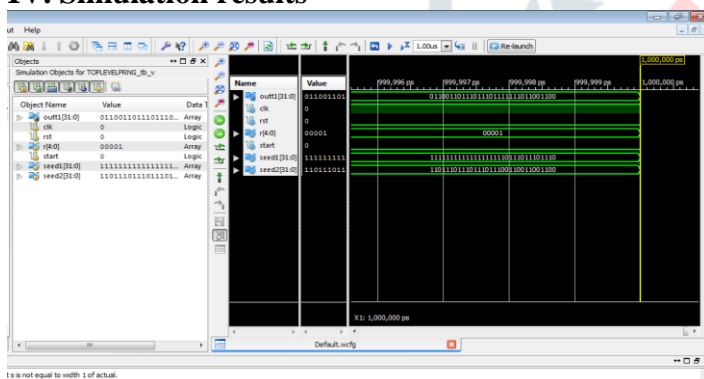 IV. Simulation results
ut Help
1.00us Re-launch
Objects
Simulation Objects for TOPLEVELPRNG_tb_v
Object Name Value Data T
outt1[31:0] 0110011011101110... Array
clk 0 Logic
rst 0 Logic
r[4:0] 00001 Array
start 0 Logic
seed1[31:0] 1111111111111111... Array
seed2[31:0] 1101110111011101... Array
1,000,000 ps
Name Value 999,996 ps 999,997 ps 999,998 ps 999,999 ps 1,000,000 ps
outt1[31:0] 011001101
clk 0
rst 0
r[4:0] 00001 00001
start 0
seed1[31:0] 111111111
seed2[31:0] 110111011
X1: 1,000,000 ps
Default.wcfg
t s is not equal to width 1 of actual.